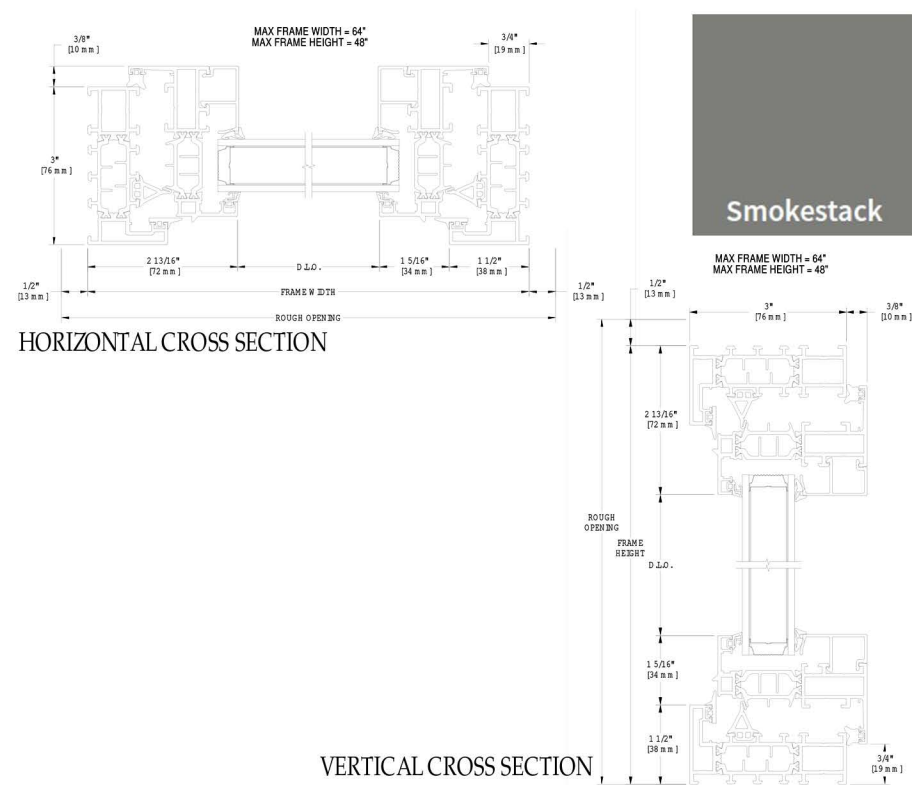 MAX FRAME WIDTH = 64"
MAX FRAME HEIGHT = 48"
3/8"
[10 mm]
3/4"
[19 mm]
3"
[76 mm]
2 13/16"
[72 mm]
D.L.O.
1 5/16"
[34 mm]
1 1/2"
[38 mm]
1/2"
[13 mm]
FRAME WIDTH
1/2"
[13 mm]
ROUGH OPENING
HORIZONTAL CROSS SECTION
Smokestack
MAX FRAME WIDTH = 64"
MAX FRAME HEIGHT = 48"
1/2"
[13 mm]
3"
[76 mm]
3/8"
[10 mm]
2 13/16"
[72 mm]
ROUGH
OPENING
FRAME
HEIGHT
D.L.O.
1 5/16"
[34 mm]
1 1/2"
[38 mm]
3/4"
[19 mm]
VERTICAL CROSS SECTION